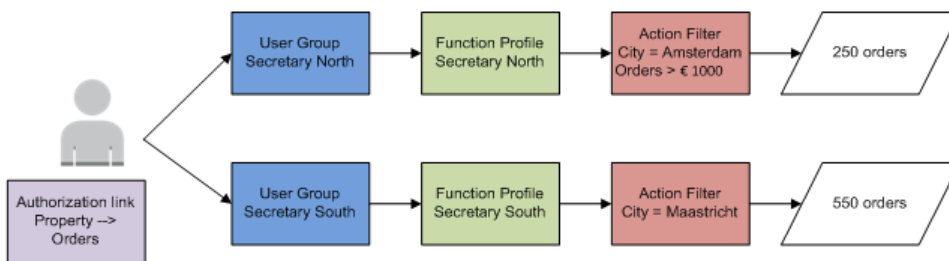 User Group
Secretary North
Function Profile
Secretary North
Action Filter
City = Amsterdam
Orders > € 1000
250 orders
Authorization link
Property -->
Orders
User Group
Secretary South
Function Profile
Secretary South
Action Filter
City = Maastricht
550 orders